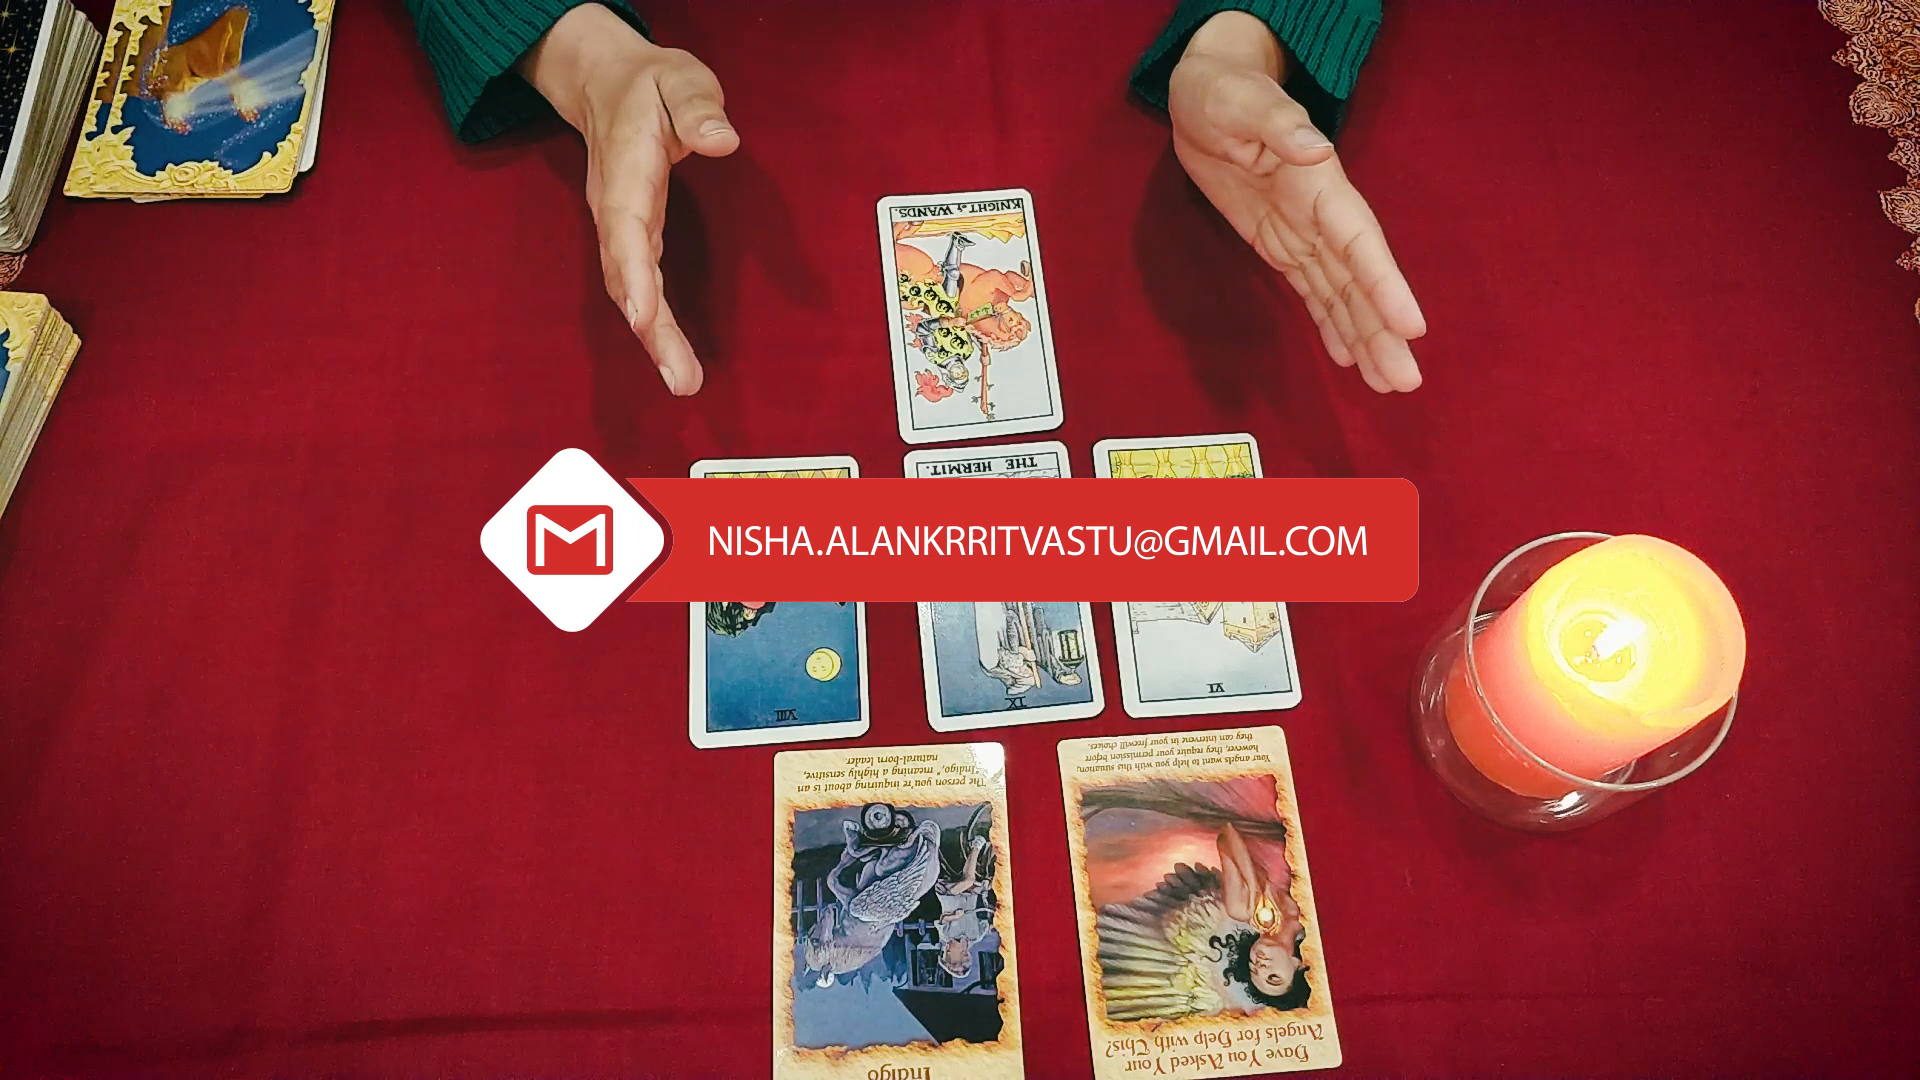 KNIGHT of WANDS.
THE HERMIT.
NISHA.ALANKRRITVASTU@GMAIL.COM
VIII
IX
VI
The person you're inquiring about is an
"Indigo," meaning a highly sensitive,
natural-born leader
Indigo
Your angels want to help you with this situation;
however, they require your permission before
they can intervene in your freewill choices.
Have You Asked Your
Angels for Help with This?